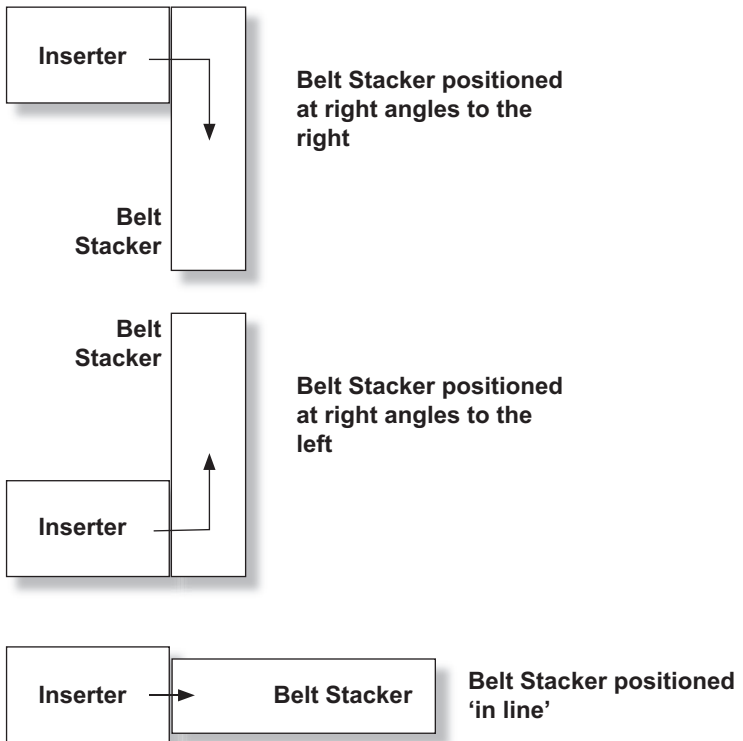 Inserter
Belt Stacker positioned
at right angles to the
right
Belt
Stacker
Belt
Stacker
Belt Stacker positioned
at right angles to the
left
Inserter
Inserter
Belt Stacker
Belt Stacker positioned
‘in line’